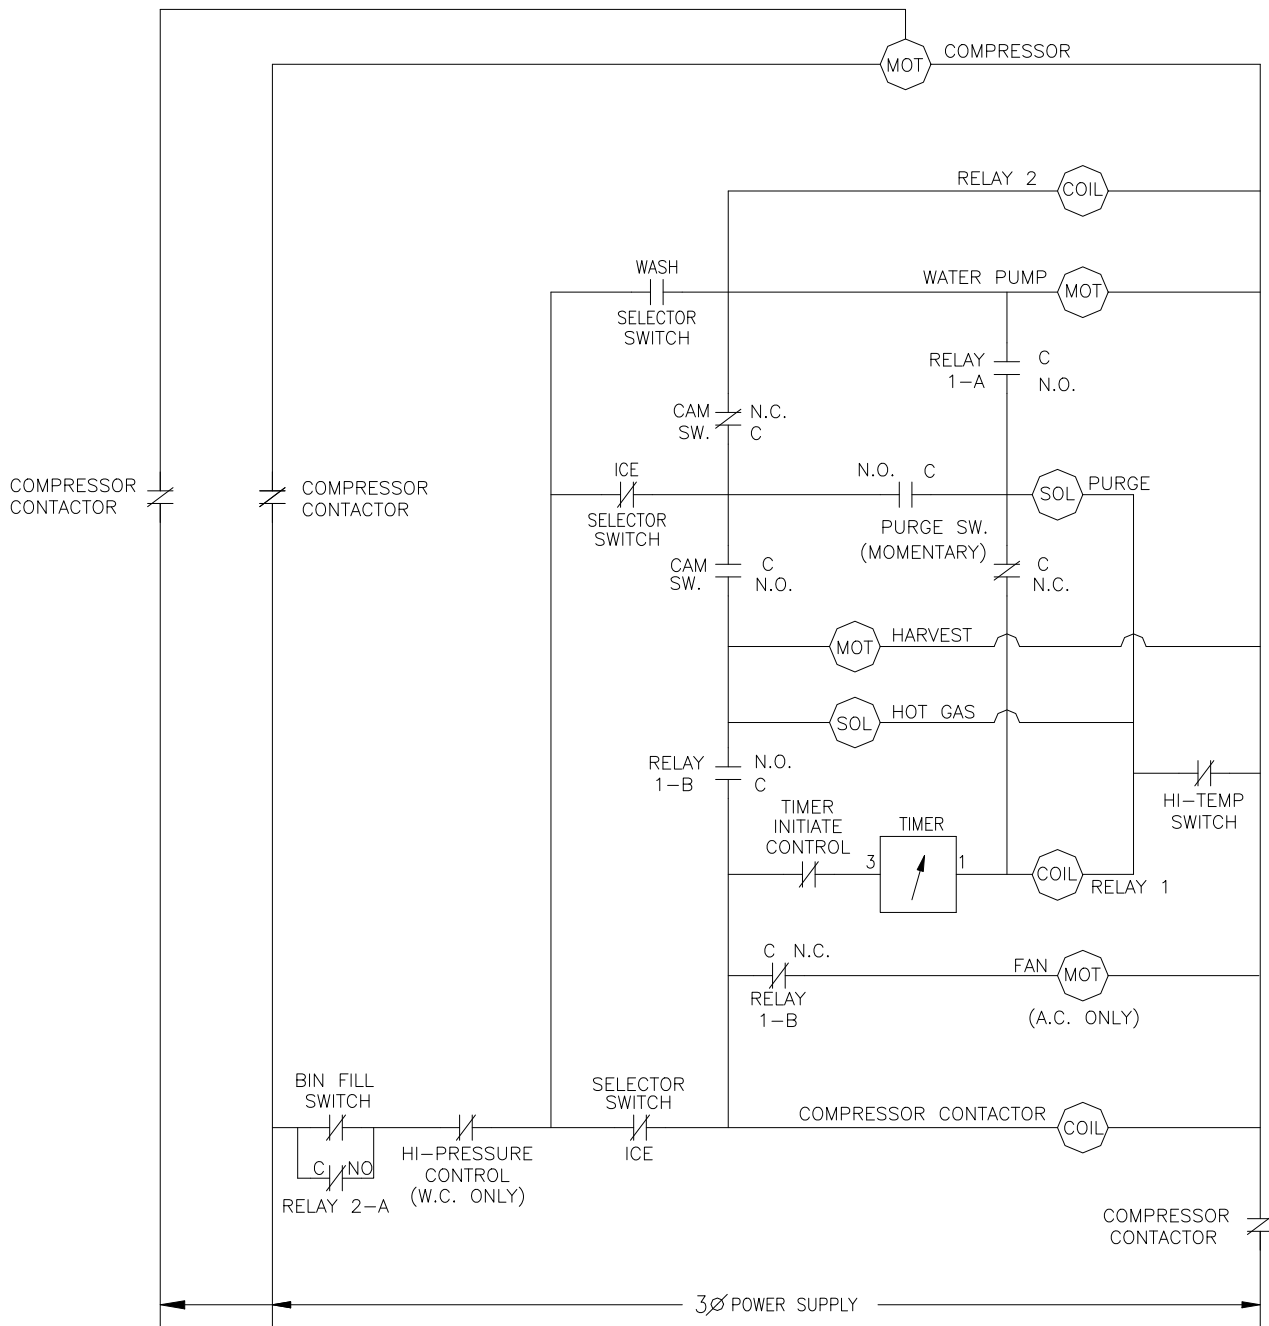 MOT
COMPRESSOR
RELAY 2
COIL
WASH
SELECTOR
SWITCH
WATER PUMP
MOT
RELAY
1-A
C
N.O.
CAM
SW.
N.C.
C
COMPRESSOR
CONTACTOR
COMPRESSOR
CONTACTOR
ICE
SELECTOR
SWITCH
N.O.
C
PURGE SW.
(MOMENTARY)
SOL
PURGE
CAM
SW.
C
N.O.
C
N.C.
MOT
HARVEST
SOL
HOT GAS
RELAY
1-B
N.O.
C
HI-TEMP
SWITCH
TIMER
INITIATE
CONTROL
TIMER
3
1
COIL
RELAY 1
C N.C.
RELAY
1-B
FAN
MOT
(A.C. ONLY)
BIN FILL
SWITCH
C NO
RELAY 2-A
HI-PRESSURE
CONTROL
(W.C. ONLY)
SELECTOR
SWITCH
ICE
COMPRESSOR CONTACTOR
COIL
COMPRESSOR
CONTACTOR
3∅ POWER SUPPLY